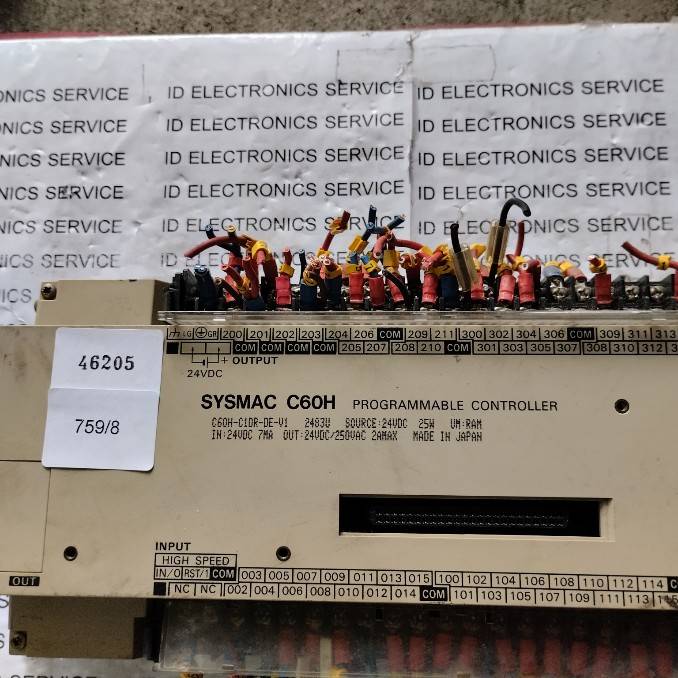 ONICS SERVICE ID ELECTRONICS SERVICE ID ELECTRONICS SERVICE
ONICS SERVICE ID ELECTRONICS SERVICE ID ELECTRONICS SERVICE
ONICS SERVICE ID ELECTRONICS SERVICE ID ELECTRONICS SERVICE
NICS SERVICE ID ELECTRONICS SERVICE ID ELECTRONICS SERVICE
NICS SERVICE ID ELECTRONICS SERVICE ID ELECTRONICS SERVICE
ICS
LG GR 200 201 202 203 204 206 COM 209 211 300 302 304 306 COM 309 311 313
COM COM COM COM 205 207 208 210 COM 301 303 305 307 308 310 312
+ OUTPUT
24VDC
46205
759/8
SYSMAC C60H PROGRAMMABLE CONTROLLER
C60H-C1DR-DE-V1 2483U SOURCE:24VDC 25W UM:RAM
IN:24VDC 7MA OUT:24VDC/250VAC 2AMAX MADE IN JAPAN
INPUT
HIGH SPEED
IN/0 RST/1 COM 003 005 007 009 011 013 015 100 102 104 106 108 110 112 114
NC NC 002 004 006 008 010 012 014 COM 101 103 105 107 109 111 113 115
OUT